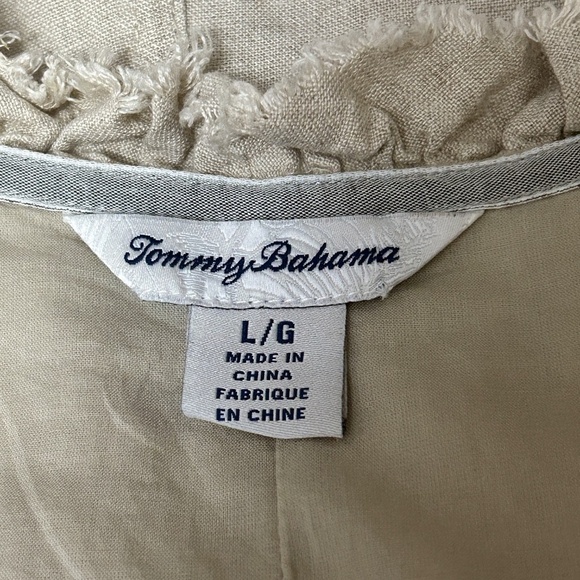 Tommy Bahama
L/G
MADE IN
CHINA
FABRIQUE
EN CHINE